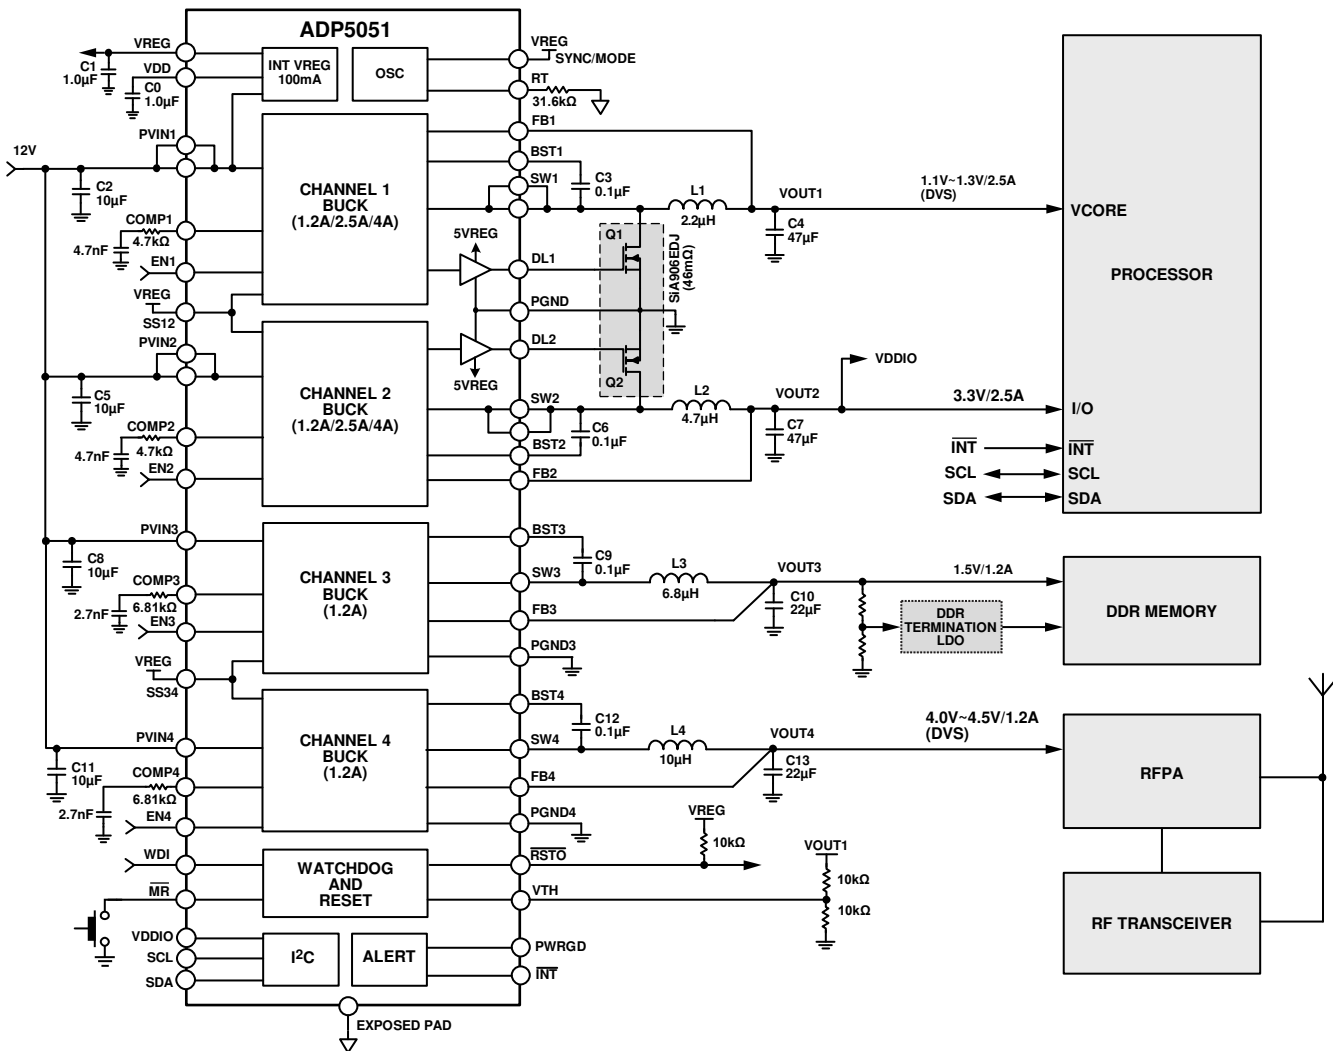 ADP5051
VREG
C1
1.0µF
VDD
C0
1.0µF
INT VREG
100mA
OSC
VREG
SYNC/MODE
RT
31.6kΩ
FB1
12V
PVIN1
C2
10µF
COMP1
4.7nF
4.7kΩ
EN1
VREG
SS12
CHANNEL 1
BUCK
(1.2A/2.5A/4A)
BST1
SW1
C3
0.1µF
L1
2.2µH
VOUT1
C4
47µF
1.1V~1.3V/2.5A
(DVS)
VCORE
PROCESSOR
5VREG
DL1
PGND
DL2
5VREG
Q1
Q2
SiA906EDJ
(46mΩ)
PVIN2
C5
10µF
COMP2
4.7nF
4.7kΩ
EN2
CHANNEL 2
BUCK
(1.2A/2.5A/4A)
SW2
BST2
FB2
C6
0.1µF
L2
4.7µH
VOUT2
C7
47µF
VDDIO
3.3V/2.5A
I/O
INT
INT
SCL
SCL
SDA
SDA
PVIN3
C8
10µF
COMP3
6.81kΩ
2.7nF
EN3
VREG
SS34
CHANNEL 3
BUCK
(1.2A)
BST3
SW3
FB3
PGND3
C9
0.1µF
L3
6.8µH
VOUT3
C10
22µF
1.5V/1.2A
DDR
TERMINATION
LDO
DDR MEMORY
PVIN4
C11
10µF
COMP4
6.81kΩ
2.7nF
EN4
CHANNEL 4
BUCK
(1.2A)
BST4
SW4
FB4
PGND4
C12
0.1µF
L4
10µH
VOUT4
C13
22µF
4.0V~4.5V/1.2A
(DVS)
RFPA
WDI
MR
WATCHDOG
AND
RESET
RSTO
VTH
VREG
10kΩ
VOUT1
10kΩ
10kΩ
RF TRANSCEIVER
VDDIO
SCL
SDA
I²C
ALERT
PWRGD
INT
EXPOSED PAD